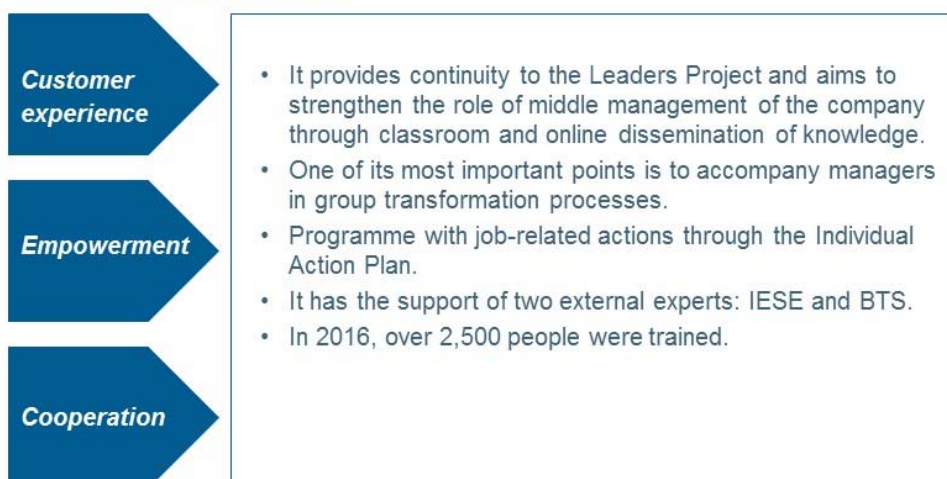 Customer
experience
Empowerment
Cooperation
• It provides continuity to the Leaders Project and aims to
strengthen the role of middle management of the company
through classroom and online dissemination of knowledge.
• One of its most important points is to accompany managers
in group transformation processes.
• Programme with job-related actions through the Individual
Action Plan.
• It has the support of two external experts: IESE and BTS.
• In 2016, over 2,500 people were trained.